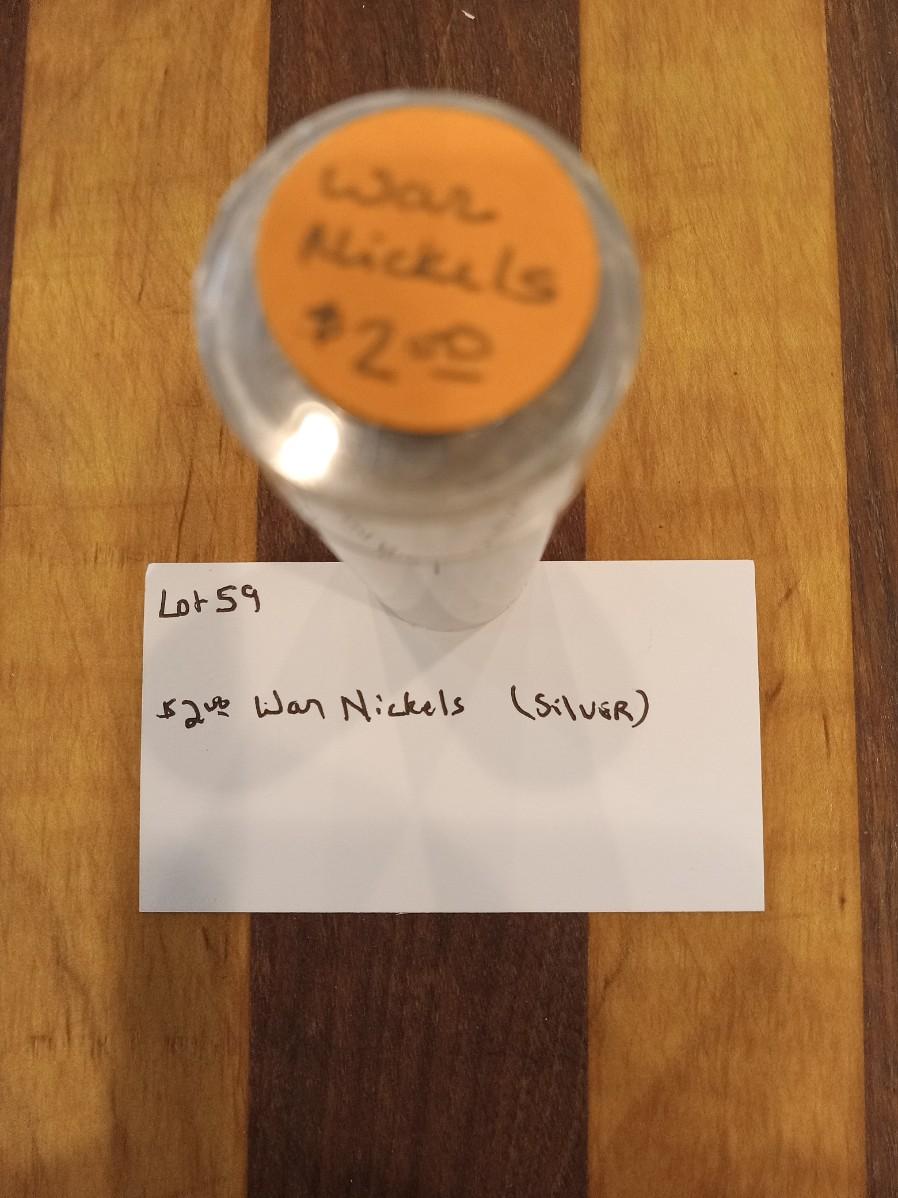 War
Nickels
$2.00
Lot 59
$2.00 War Nickels (SilVER)